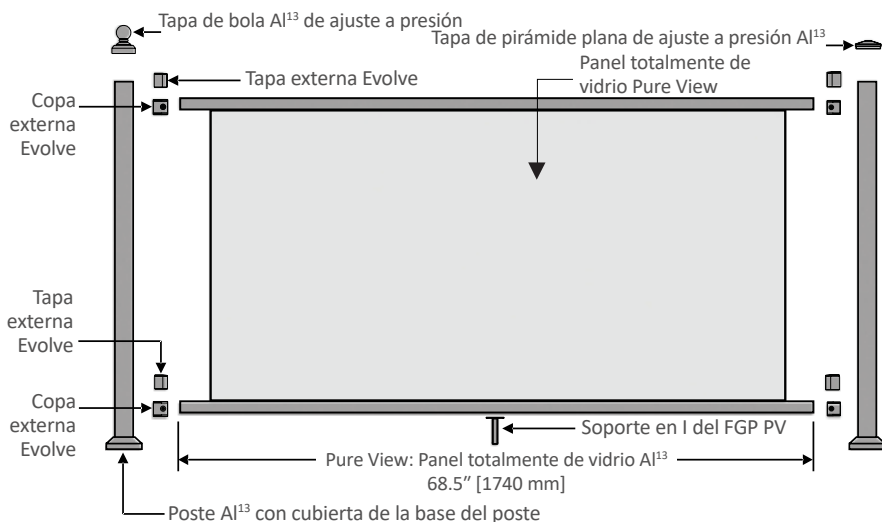 Tapa de bola Al¹³ de ajuste a presión
Tapa de pirámide plana de ajuste a presión Al¹³
Tapa externa Evolve
Panel totalmente de
vidrio Pure View
Copa
externa
Evolve
Tapa
externa
Evolve
Copa
externa
Evolve
Soporte en I del FGP PV
Pure View: Panel totalmente de vidrio Al¹³
68.5″ [1740 mm]
Poste Al¹³ con cubierta de la base del poste